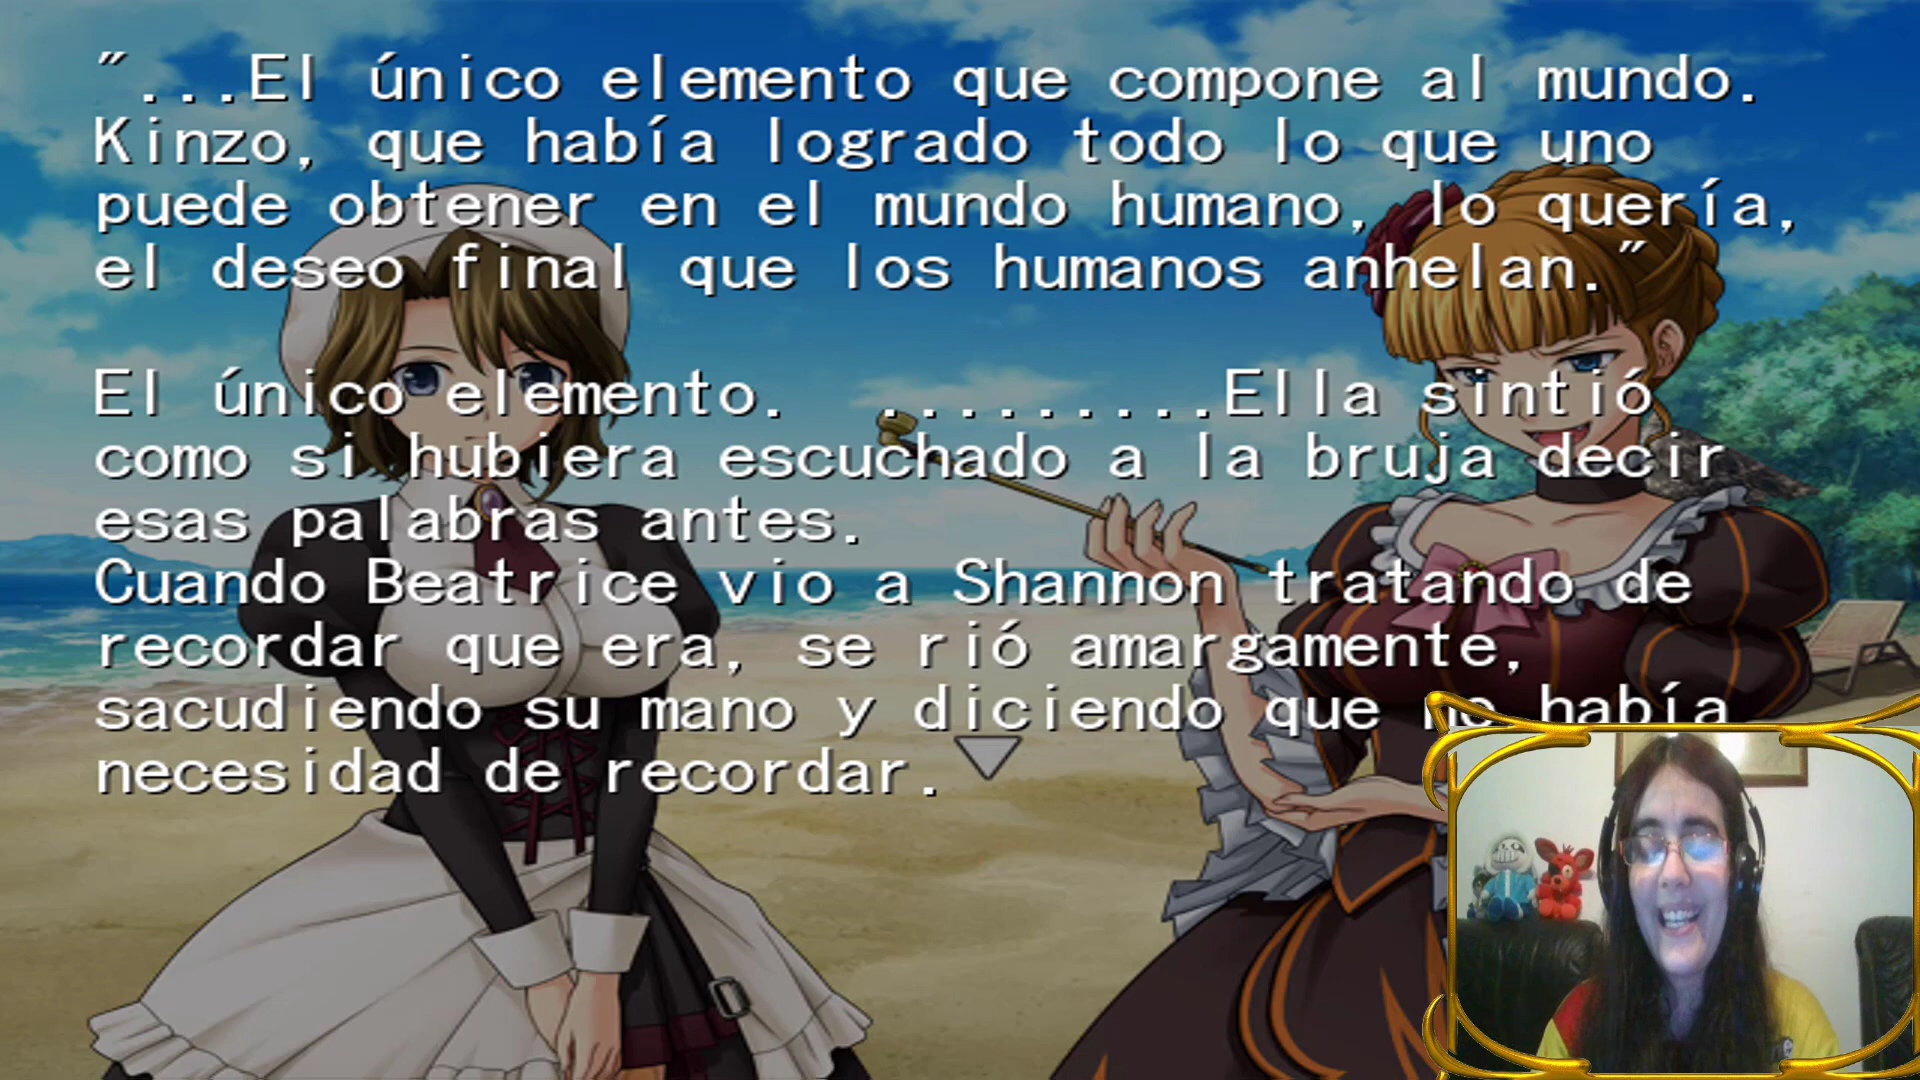 "...El único elemento que compone al mundo.
Kinzo, que había logrado todo lo que uno
puede obtener en el mundo humano, lo quería,
el deseo final que los humanos anhelan."
El único elemento. .........Ella sintió
como si hubiera escuchado a la bruja decir
esas palabras antes.
Cuando Beatrice vio a Shannon tratando de
recordar que era, se rió amargamente,
sacudiendo su mano y diciendo que no había
necesidad de recordar.